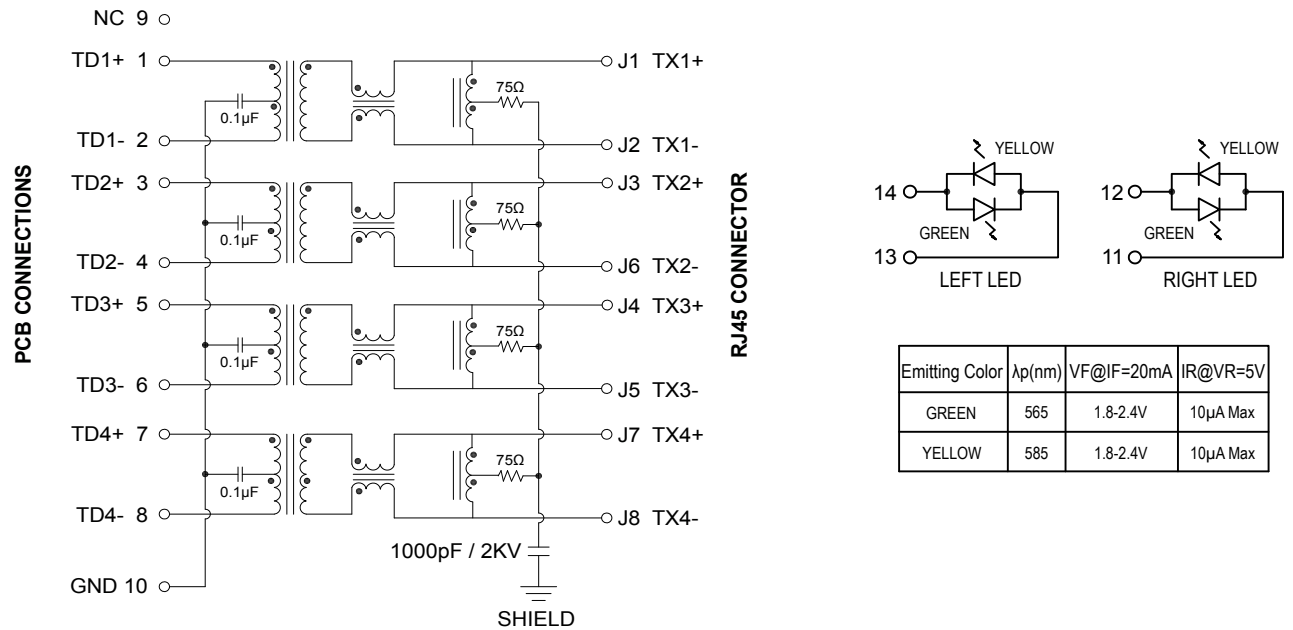 NC 9
TD1+ 1
J1 TX1+
75Ω
0.1µF
TD1- 2
J2 TX1-
TD2+ 3
J3 TX2+
75Ω
0.1µF
TD2- 4
J6 TX2-
TD3+ 5
J4 TX3+
75Ω
0.1µF
TD3- 6
J5 TX3-
TD4+ 7
J7 TX4+
75Ω
0.1µF
TD4- 8
J8 TX4-
1000pF / 2KV
GND 10
SHIELD
PCB CONNECTIONS
RJ45 CONNECTOR
YELLOW
14
GREEN
13
LEFT LED
YELLOW
12
GREEN
11
RIGHT LED
Emitting Color λp(nm) VF@IF=20mA IR@VR=5V
GREEN 565 1.8-2.4V 10µA Max
YELLOW 585 1.8-2.4V 10µA Max